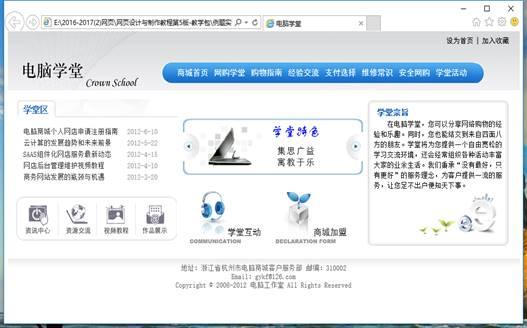 E:\2016-2017(2)网页\网页设计与制作教程第5版-教学包\例题实
电脑学堂
设为首页 | 加入收藏
电脑学堂
Crown School
商城首页 网购学堂 购物指南 经验交流 支付选择 维修常识 安全网购 学堂活动
学堂区
电脑商城个人网店申请注册指南 2012-6-10
云计算的发展趋势和未来前景 2012-5-22
SAAS组件化网店服务最新动态 2012-4-15
网店后台管理维护视频教程 2012-4-10
商务网站发展的瓶颈与机遇 2012-3-20
资讯中心 资源交流 视频教程 作品展示
学堂特色
集思广益
寓教于乐
学堂互动
COMMUNICATION
商城加盟
DECLARATION FORM
学堂宗旨
在电脑学堂，您可以分享网络购物的经
验和乐趣。同时，您也能结交到来自四面八
方的朋友。学堂将为您提供一个自由宽松的
学习交流环境，还会经常组织各种活动丰富
大家的业余生活。我们秉承"没有最好，只
有更好"的服务理念，为客户提供一流的服
务，让您足不出户便知天下事。
地址：浙江省杭州市电脑商城客户服务部 邮编：310002
Email: gykf@126.com
Copyright © 2006-2012 电脑工作室 All Rights Reserved